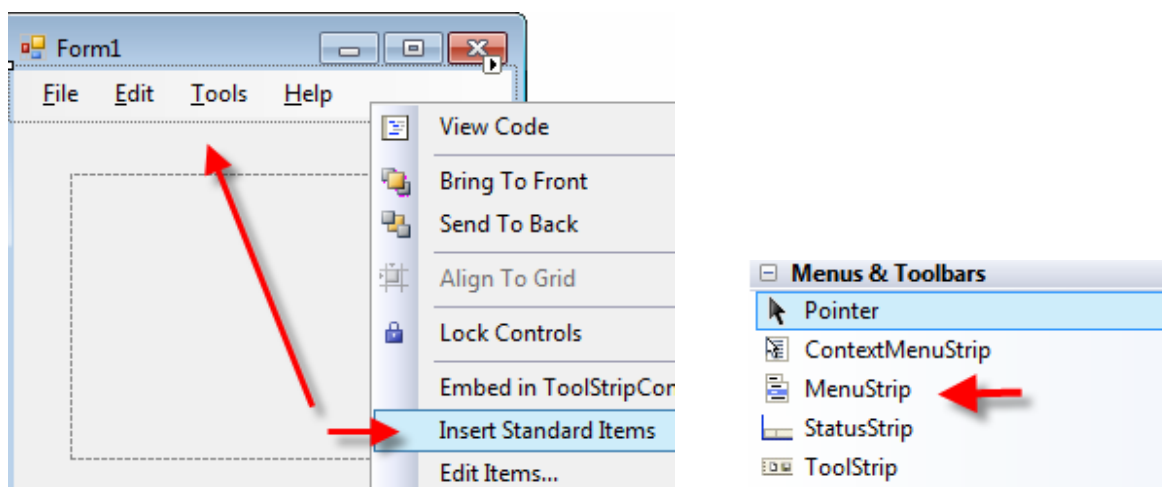 Form1
File Edit Tools Help
View Code
Bring To Front
Send To Back
Align To Grid
Lock Controls
Embed in ToolStripCon
Insert Standard Items
Edit Items...
Menus & Toolbars
Pointer
ContextMenuStrip
MenuStrip
StatusStrip
ToolStrip